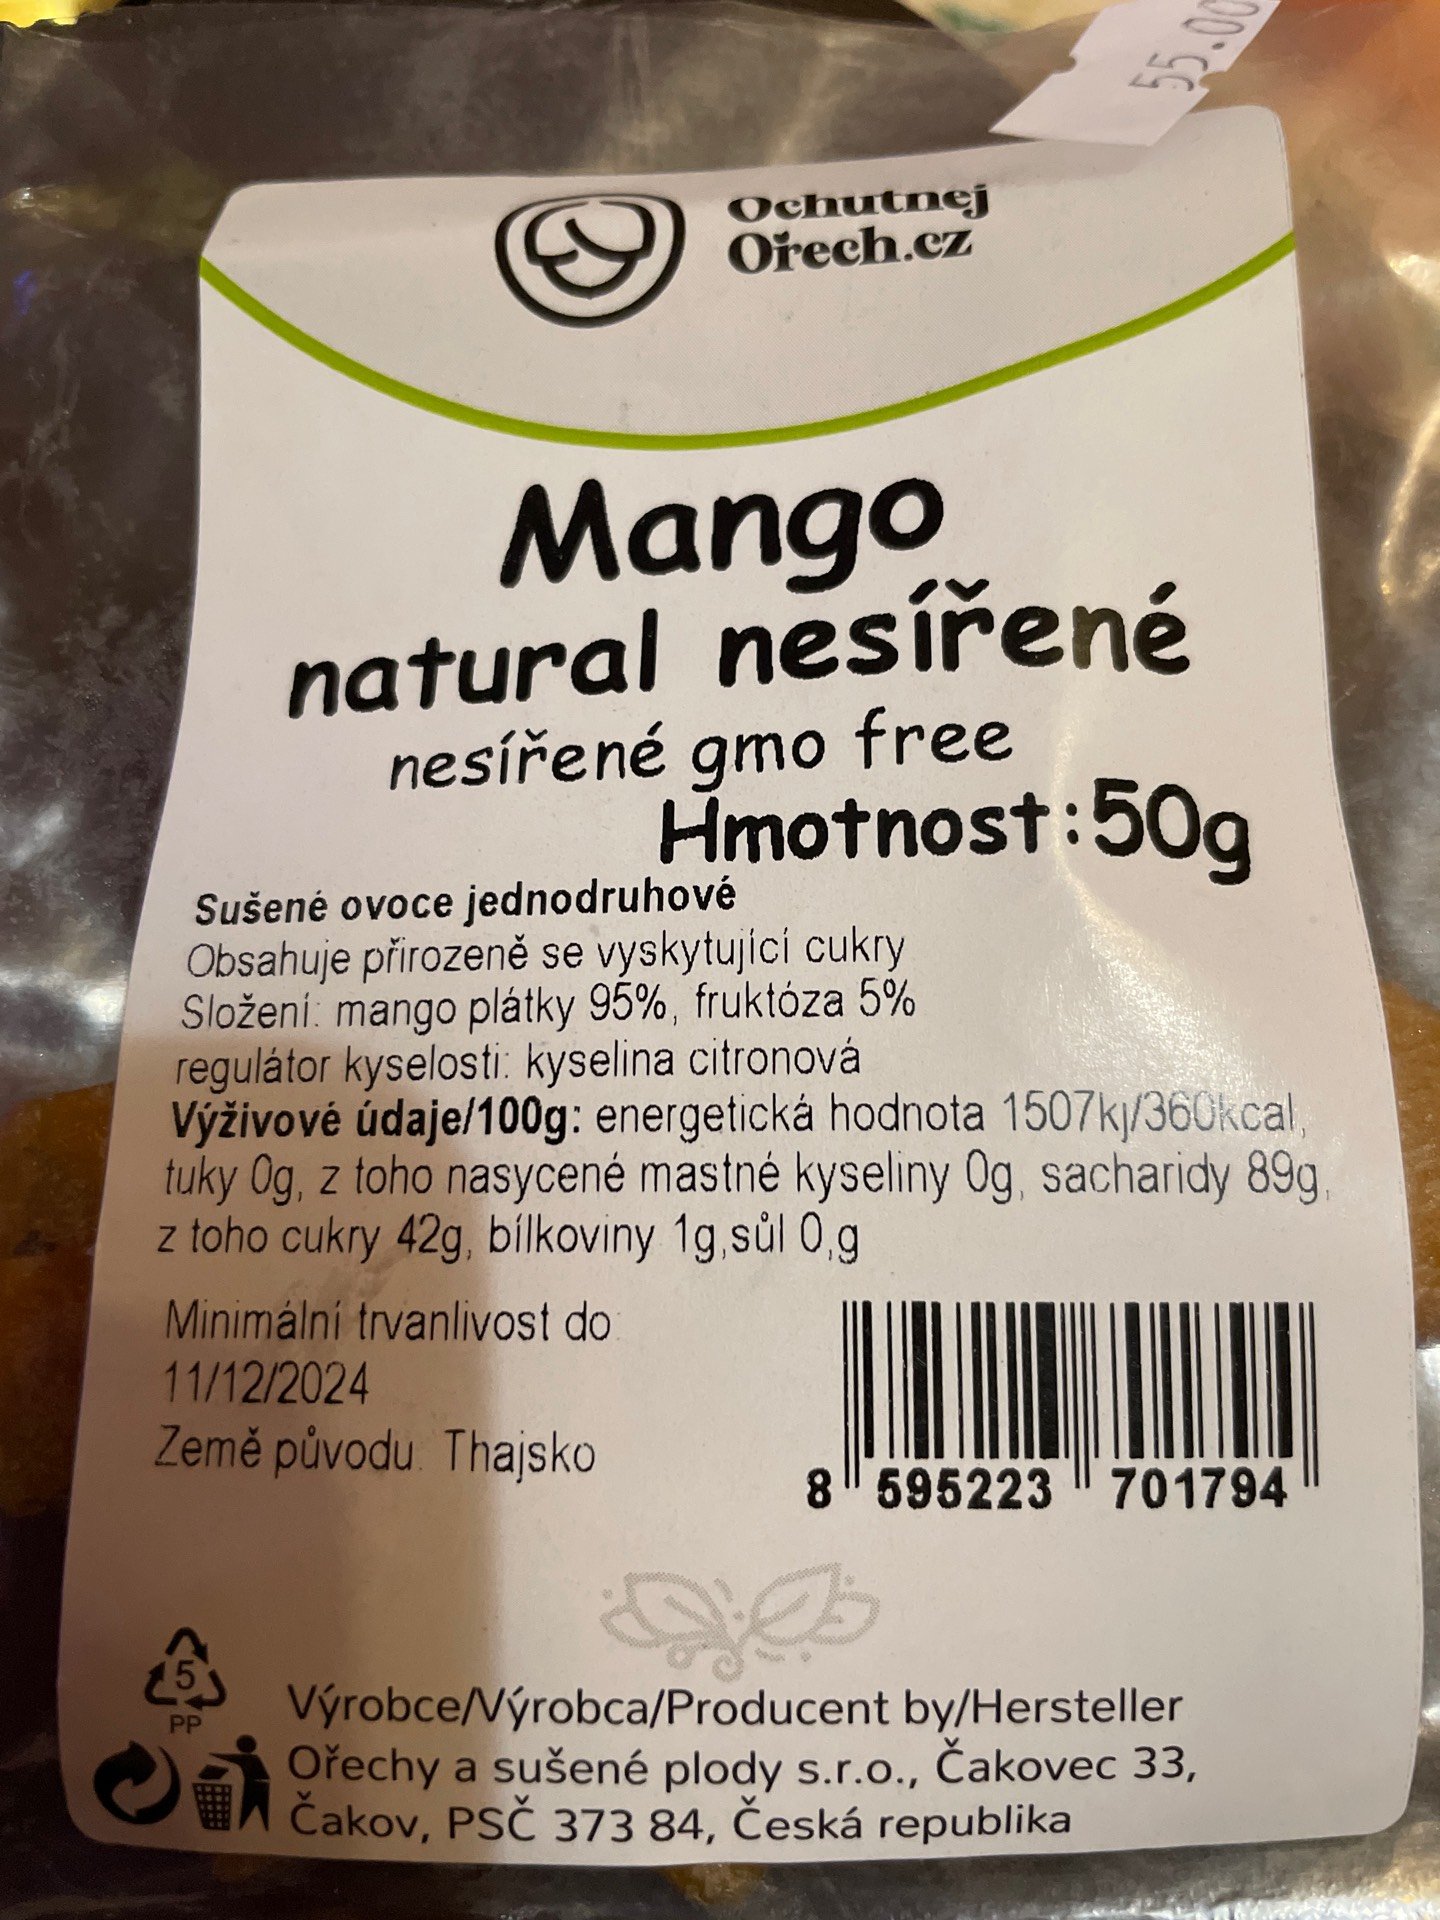 55.00
Ochutnej
Ořech.cz
Mango
natural nesířené
nesířené gmo free
Hmotnost:50g
Sušené ovoce jednodruhové
Obsahuje přirozeně se vyskytující cukry
Složení: mango plátky 95%, fruktóza 5%
regulátor kyselosti: kyselina citronová
Výživové údaje/100g: energetická hodnota 1507kj/360kcal,
tuky 0g, z toho nasycené mastné kyseliny 0g, sacharidy 89g,
z toho cukry 42g, bílkoviny 1g,sůl 0,g
Minimální trvanlivost do:
11/12/2024
Země původu: Thajsko
8 595223 701794
5
PP
Výrobce/Výrobca/Producent by/Hersteller
Ořechy a sušené plody s.r.o., Čakovec 33,
Čakov, PSČ 373 84, Česká republika